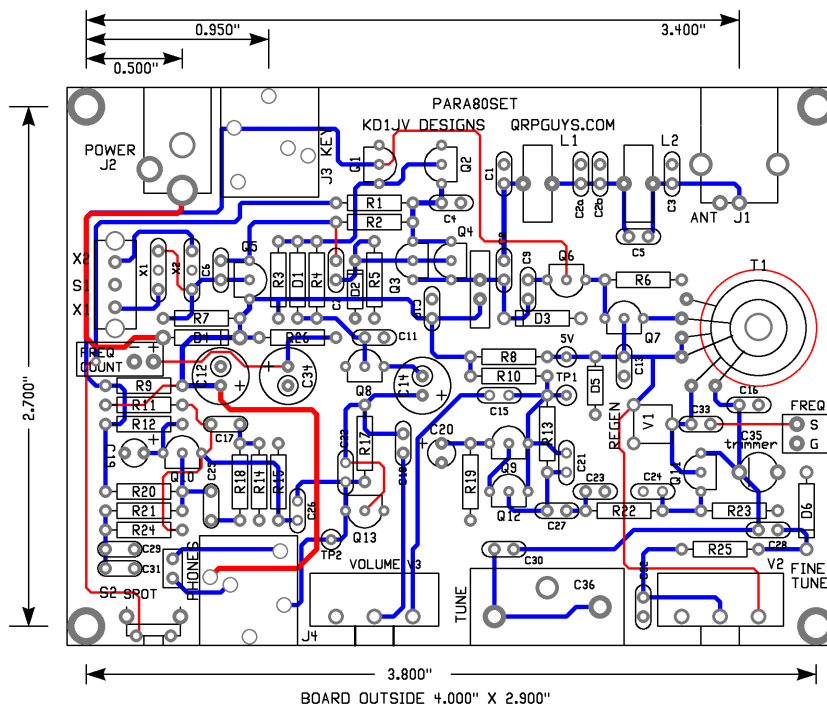 3.400"
0.950"
0.500"
PARA80SET
KD1JV DESIGNS
QRPGUYS.COM
POWER
J2
KEY
J3
Q1
Q2
L1
L2
C1
C2a
C2b
C3
R1
R2
C4
C5
ANT
J1
X2
S1
X1
X1
X2
C6
Q5
R3
D1
R4
D2
R5
Q3
Q4
C9
Q6
R6
T1
R7
D3
Q7
D4
R26
C11
FREQ
COUNT
- +
C12
+
C34
Q8
C14
+
R8
R10
5V
TP1
D5
C13
2.700"
R9
R11
R12
C19
+
Q10
C17
R18
R14
R15
C22
R17
C18
C20
+
C15
R13
REGEN
V1
C33
C16
FREQ
S
G
C35
trimmer
R19
Q9
C21
Q11
D6
R20
R21
R24
C26
Q13
Q12
C23
C24
C27
R22
R23
C29
C31
PHONES
TP2
VOLUME V3
C30
C36
TUNE
R25
C28
V2
FINE
TUNE
S2
SPOT
J4
3.800"
BOARD OUTSIDE 4.000" X 2.900"